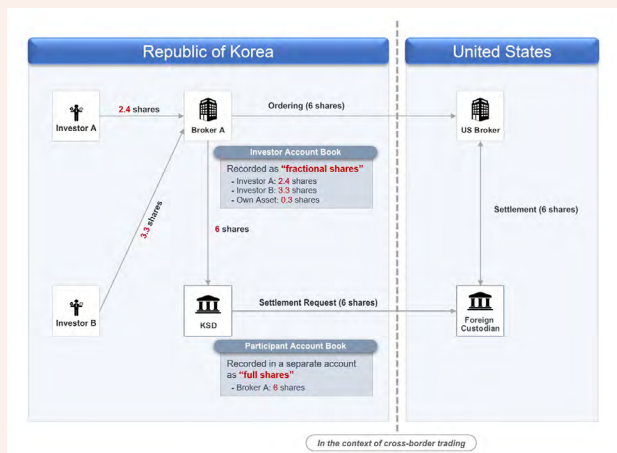 Republic of Korea
United States
2.4 shares
Ordering (6 shares)
Investor A
Broker A
US Broker
Investor Account Book
Recorded as “fractional shares”
- Investor A: 2.4 shares
- Investor B: 3.3 shares
- Own Asset: 0.3 shares
3.3 shares
6 shares
Settlement (6 shares)
Settlement Request (6 shares)
Investor B
KSD
Foreign
Custodian
Participant Account Book
Recorded in a separate account
as “full shares”
- Broker A: 6 shares
In the context of cross-border trading